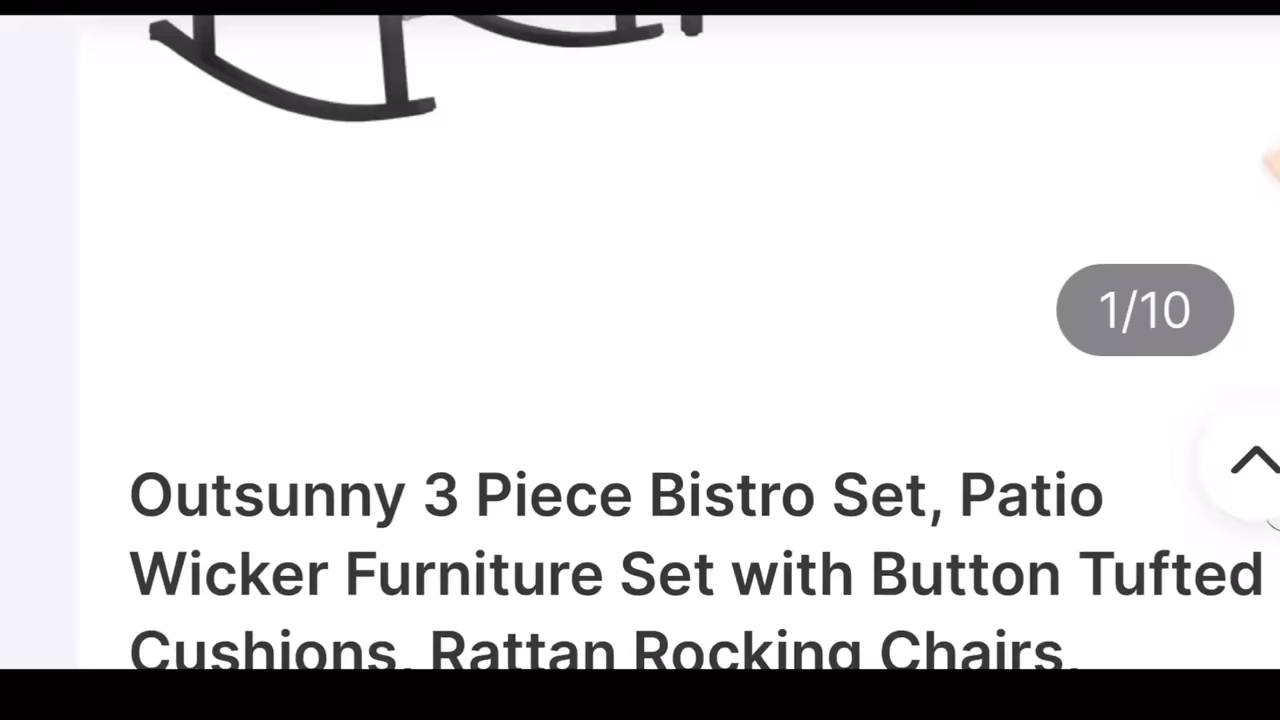 1/10
Outsunny 3 Piece Bistro Set, Patio
Wicker Furniture Set with Button Tufted
Cushions, Rattan Rocking Chairs,